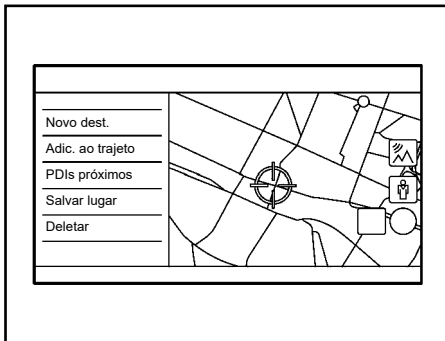 Novo dest.
Adic. ao trajeto
PDIs próximos
Salvar lugar
Deletar